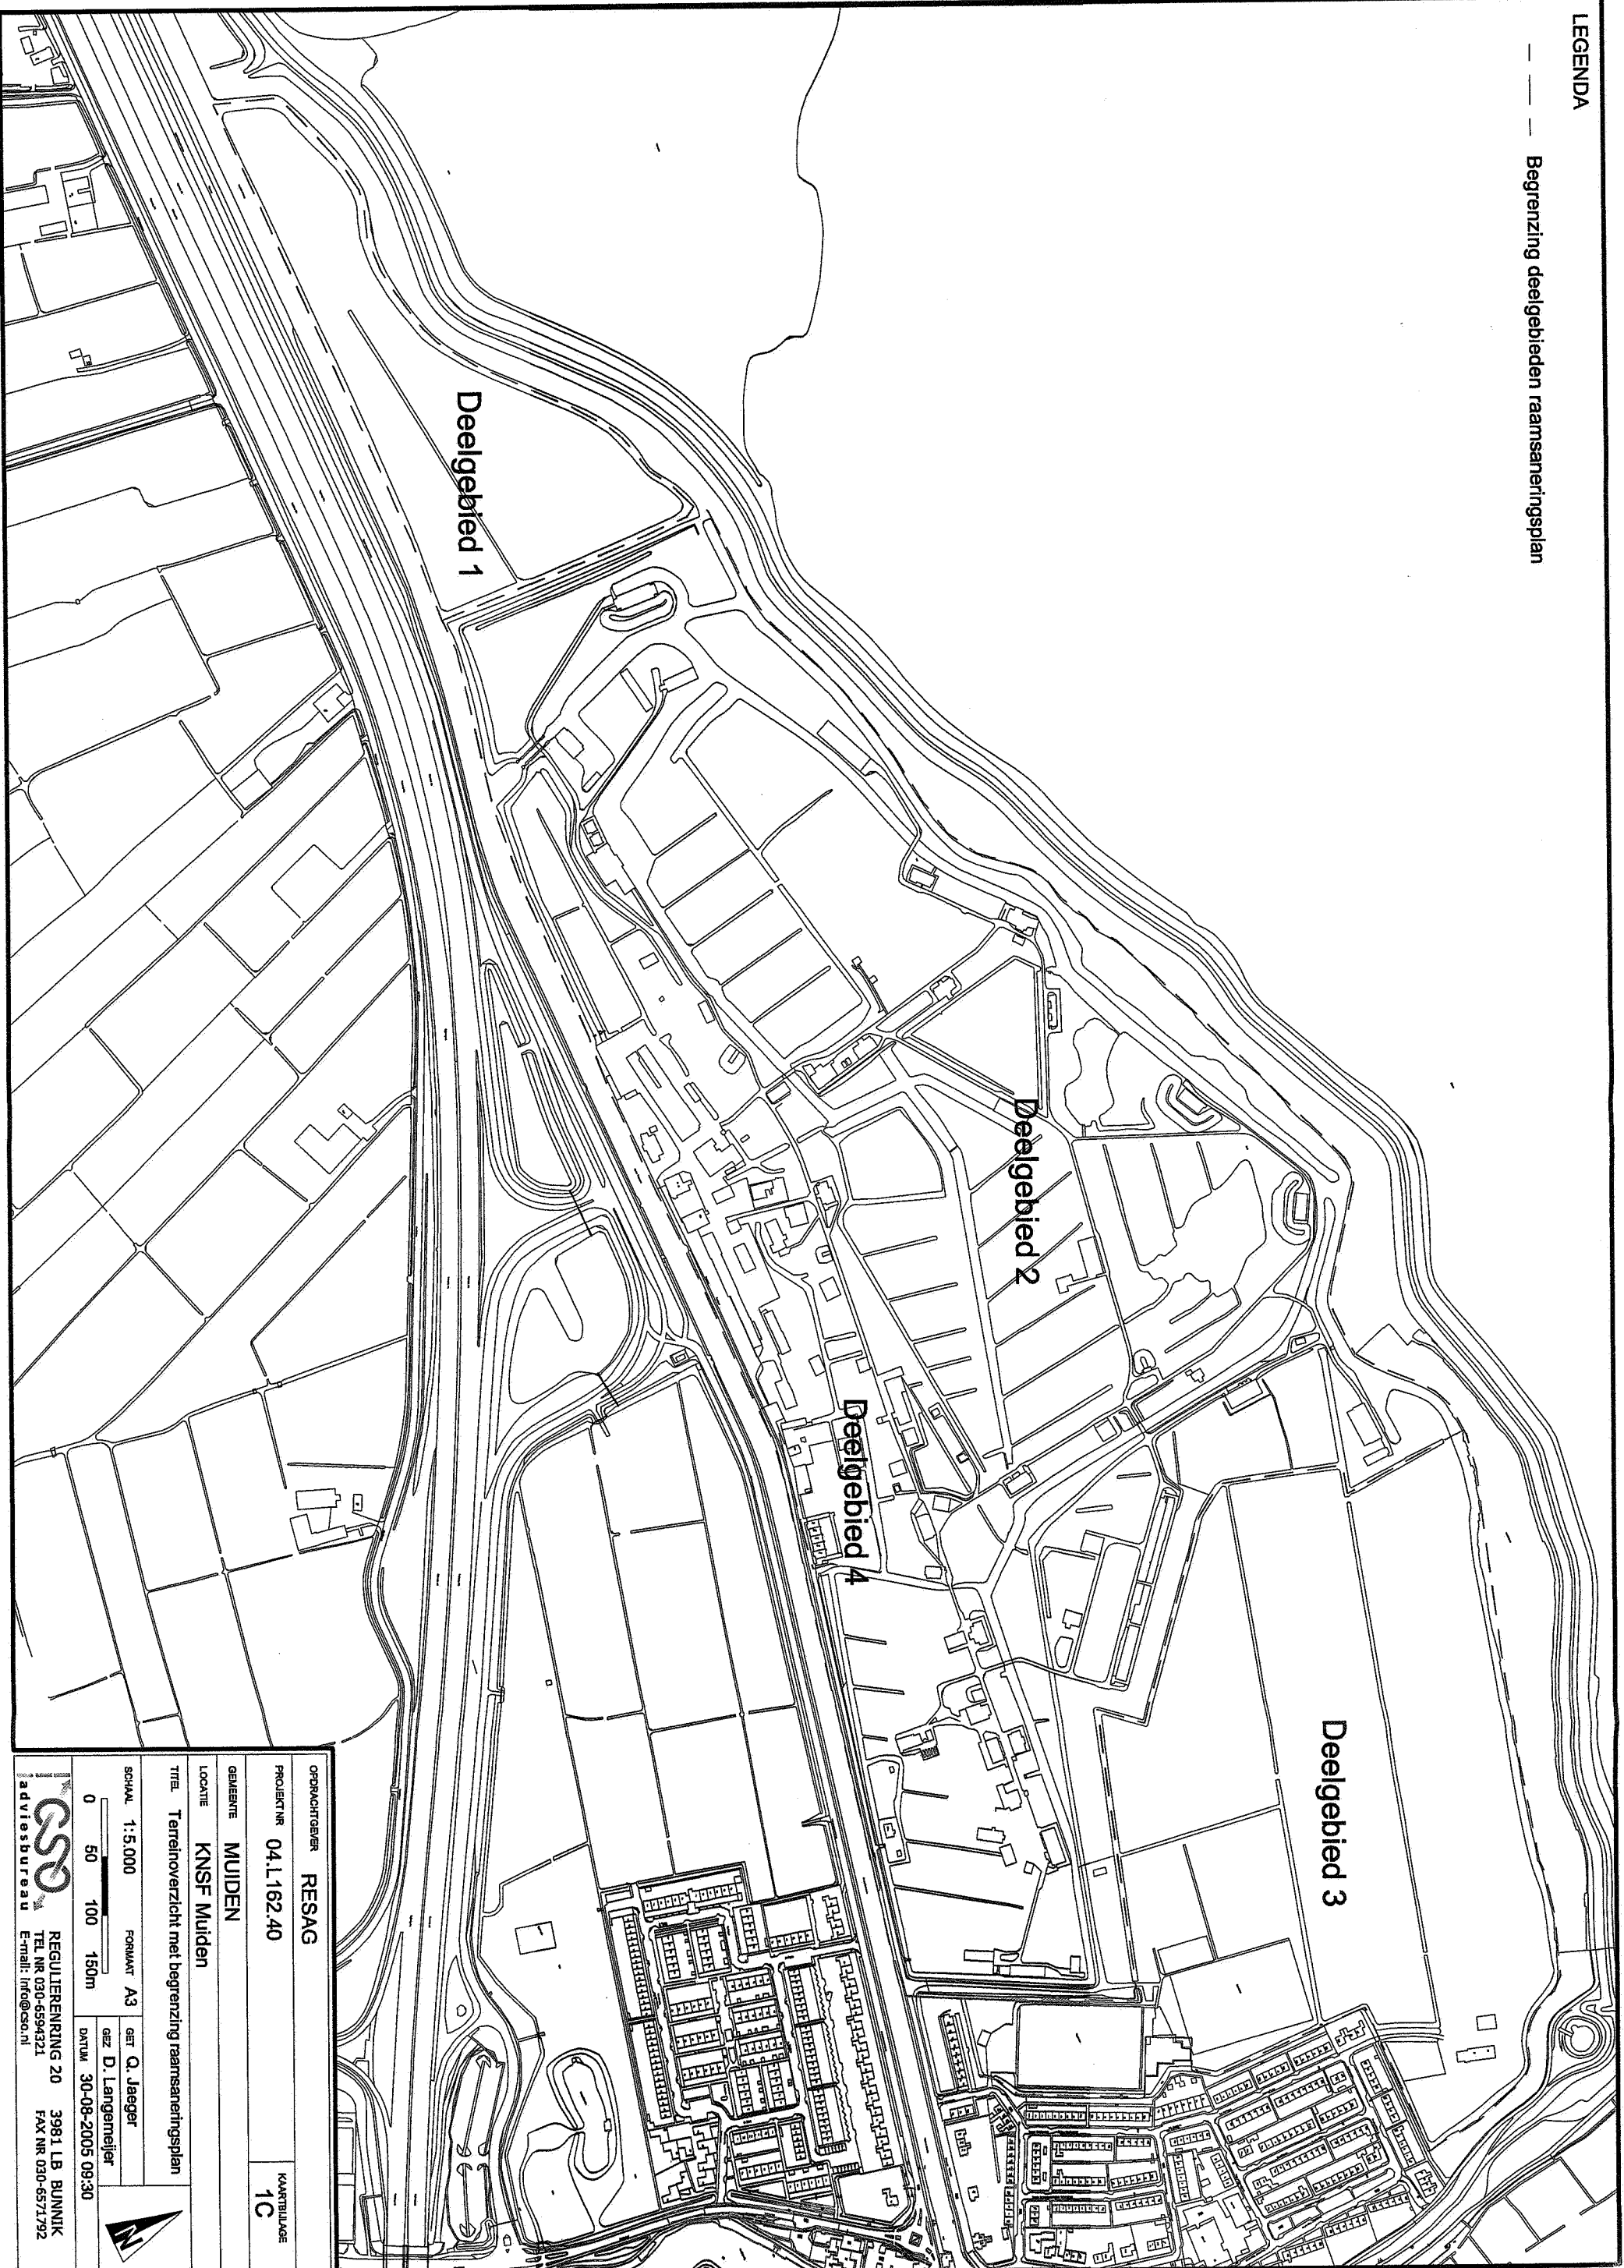 LEGENDA
Begrenzing deelgebieden raamsaneringsplan
Deelgebied 1
Deelgebied 2
Deelgebied 3
Deelgebied 4
OPDRACHTGEVER RESAG
PROJEKTNR 04.L162.40
KAARTBIJLAGE 1C
GEMEENTE MUIDEN
LOCATIE KNSF Muiden
TITEL Terreinoverzicht met begrenzing raamsaneringsplan
SCHAAL 1:5.000 FORMAAT A3 GET Q. Jaeger
GEZ D. Langemeijer
0 50 100 150m
DATUM 30-08-2005 09:30
N
CSO
adviesbureau
REGULIERENRING 20 3981 LB BUNNIK
TEL NR 030-6594321 FAX NR 030-6571792
E-mail: info@cso.nl